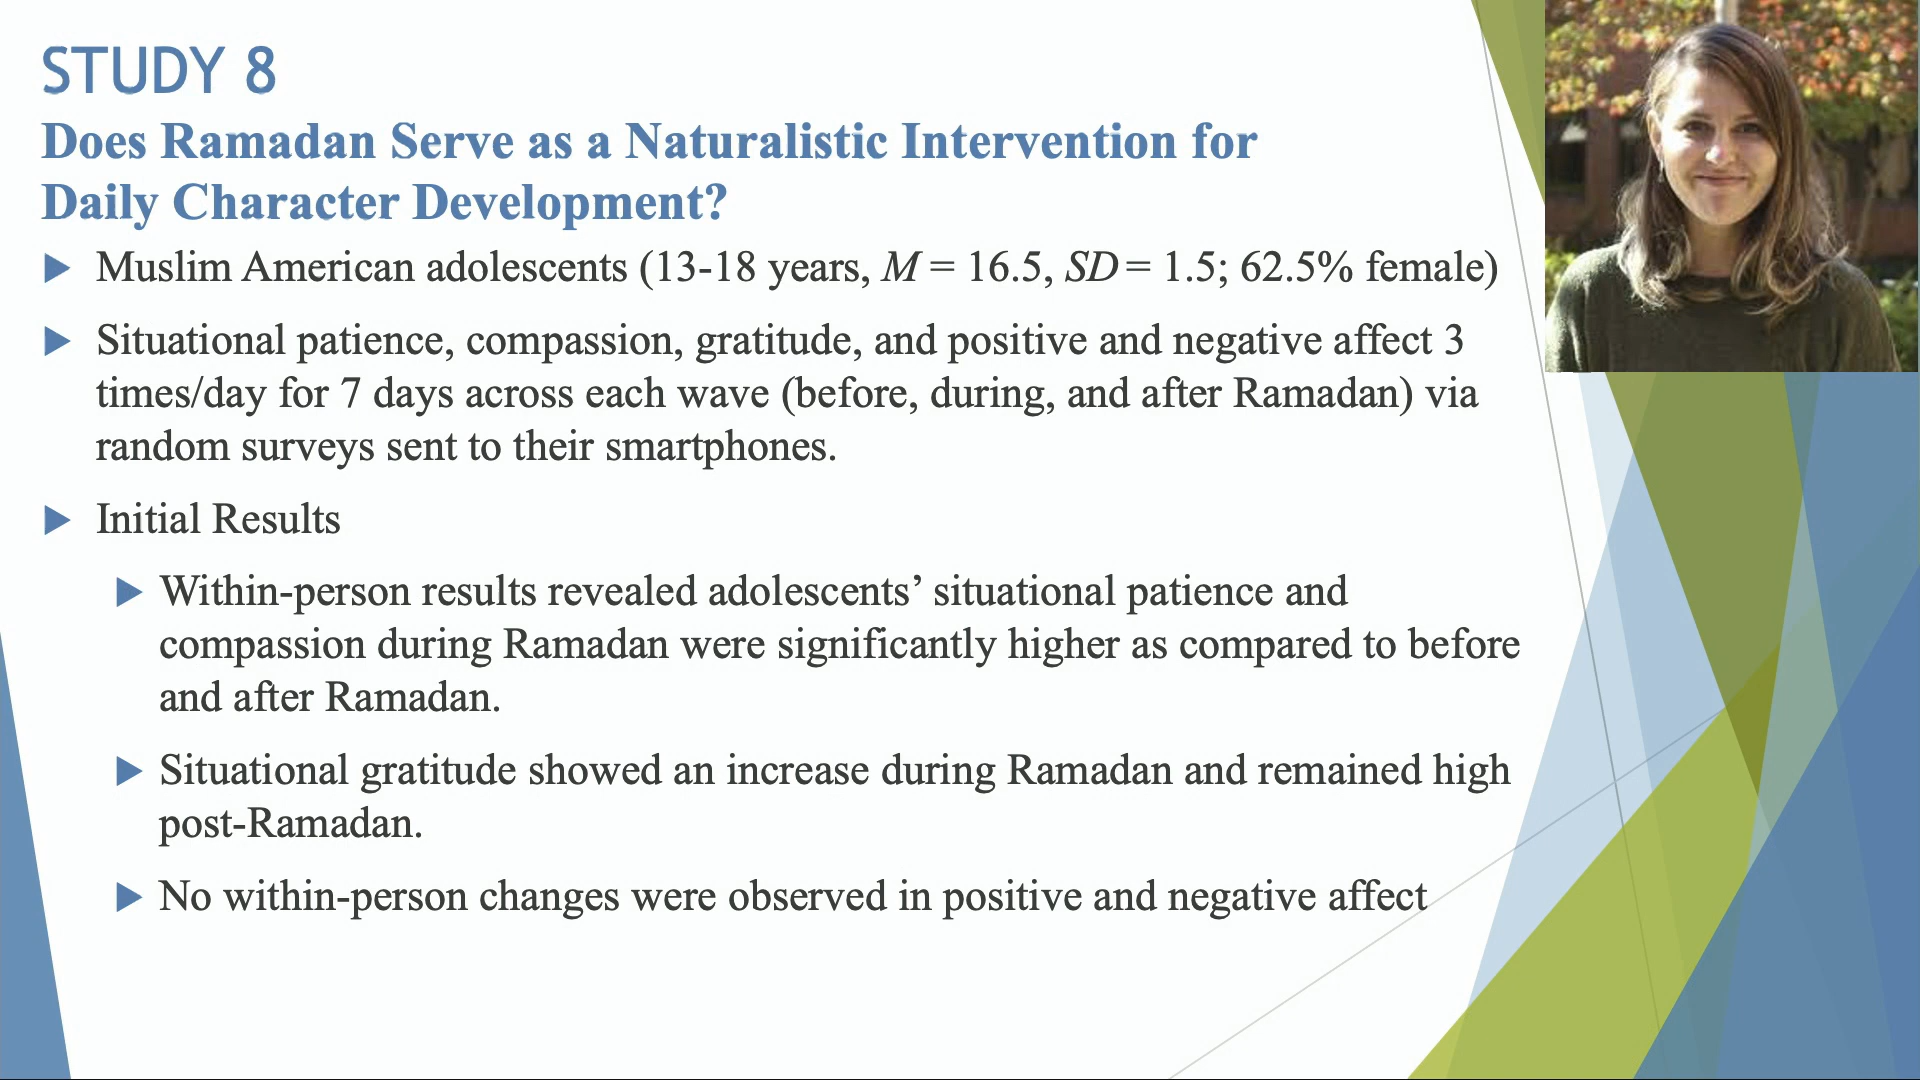 STUDY 8
Does Ramadan Serve as a Naturalistic Intervention for
Daily Character Development?
Muslim American adolescents (13-18 years, M = 16.5, SD = 1.5; 62.5% female)
Situational patience, compassion, gratitude, and positive and negative affect 3
times/day for 7 days across each wave (before, during, and after Ramadan) via
random surveys sent to their smartphones.
Initial Results
Within-person results revealed adolescents’ situational patience and
compassion during Ramadan were significantly higher as compared to before
and after Ramadan.
Situational gratitude showed an increase during Ramadan and remained high
post-Ramadan.
No within-person changes were observed in positive and negative affect